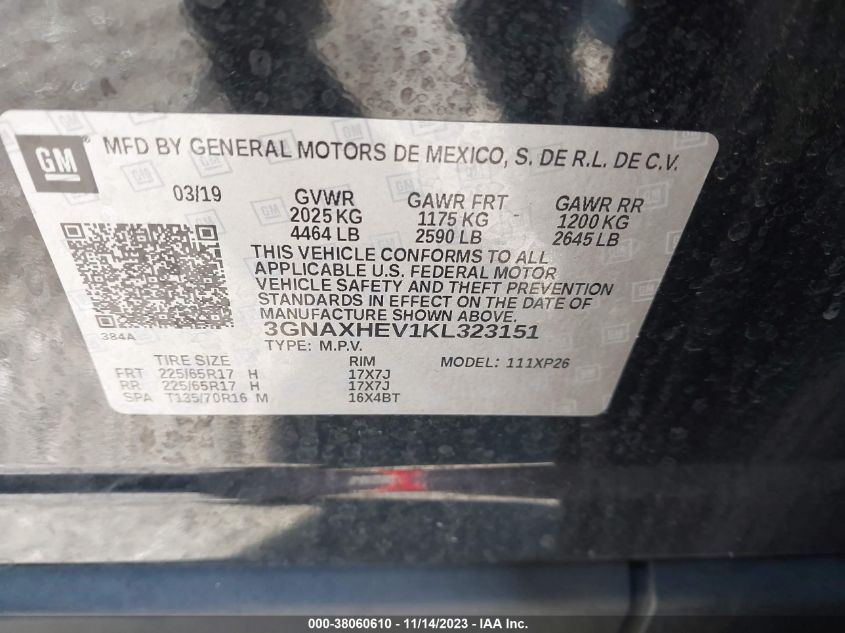 GM MFD BY GENERAL MOTORS DE MEXICO, S. DE R.L. DE C.V.
03/19 GVWR GAWR FRT GAWR RR
2025 KG 1175 KG 1200 KG
4464 LB 2590 LB 2645 LB
THIS VEHICLE CONFORMS TO ALL
APPLICABLE U.S. FEDERAL MOTOR
VEHICLE SAFETY AND THEFT PREVENTION
STANDARDS IN EFFECT ON THE DATE OF
MANUFACTURE SHOWN ABOVE.
384A 3GNAXHEV1KL323151
TYPE: M.P.V. MODEL: 111XP26
TIRE SIZE RIM
FRT 225/65R17 H 17X7J
RR 225/65R17 H 17X7J
SPA T135/70R16 M 16X4BT
000-38060610 - 11/14/2023 - IAA Inc.